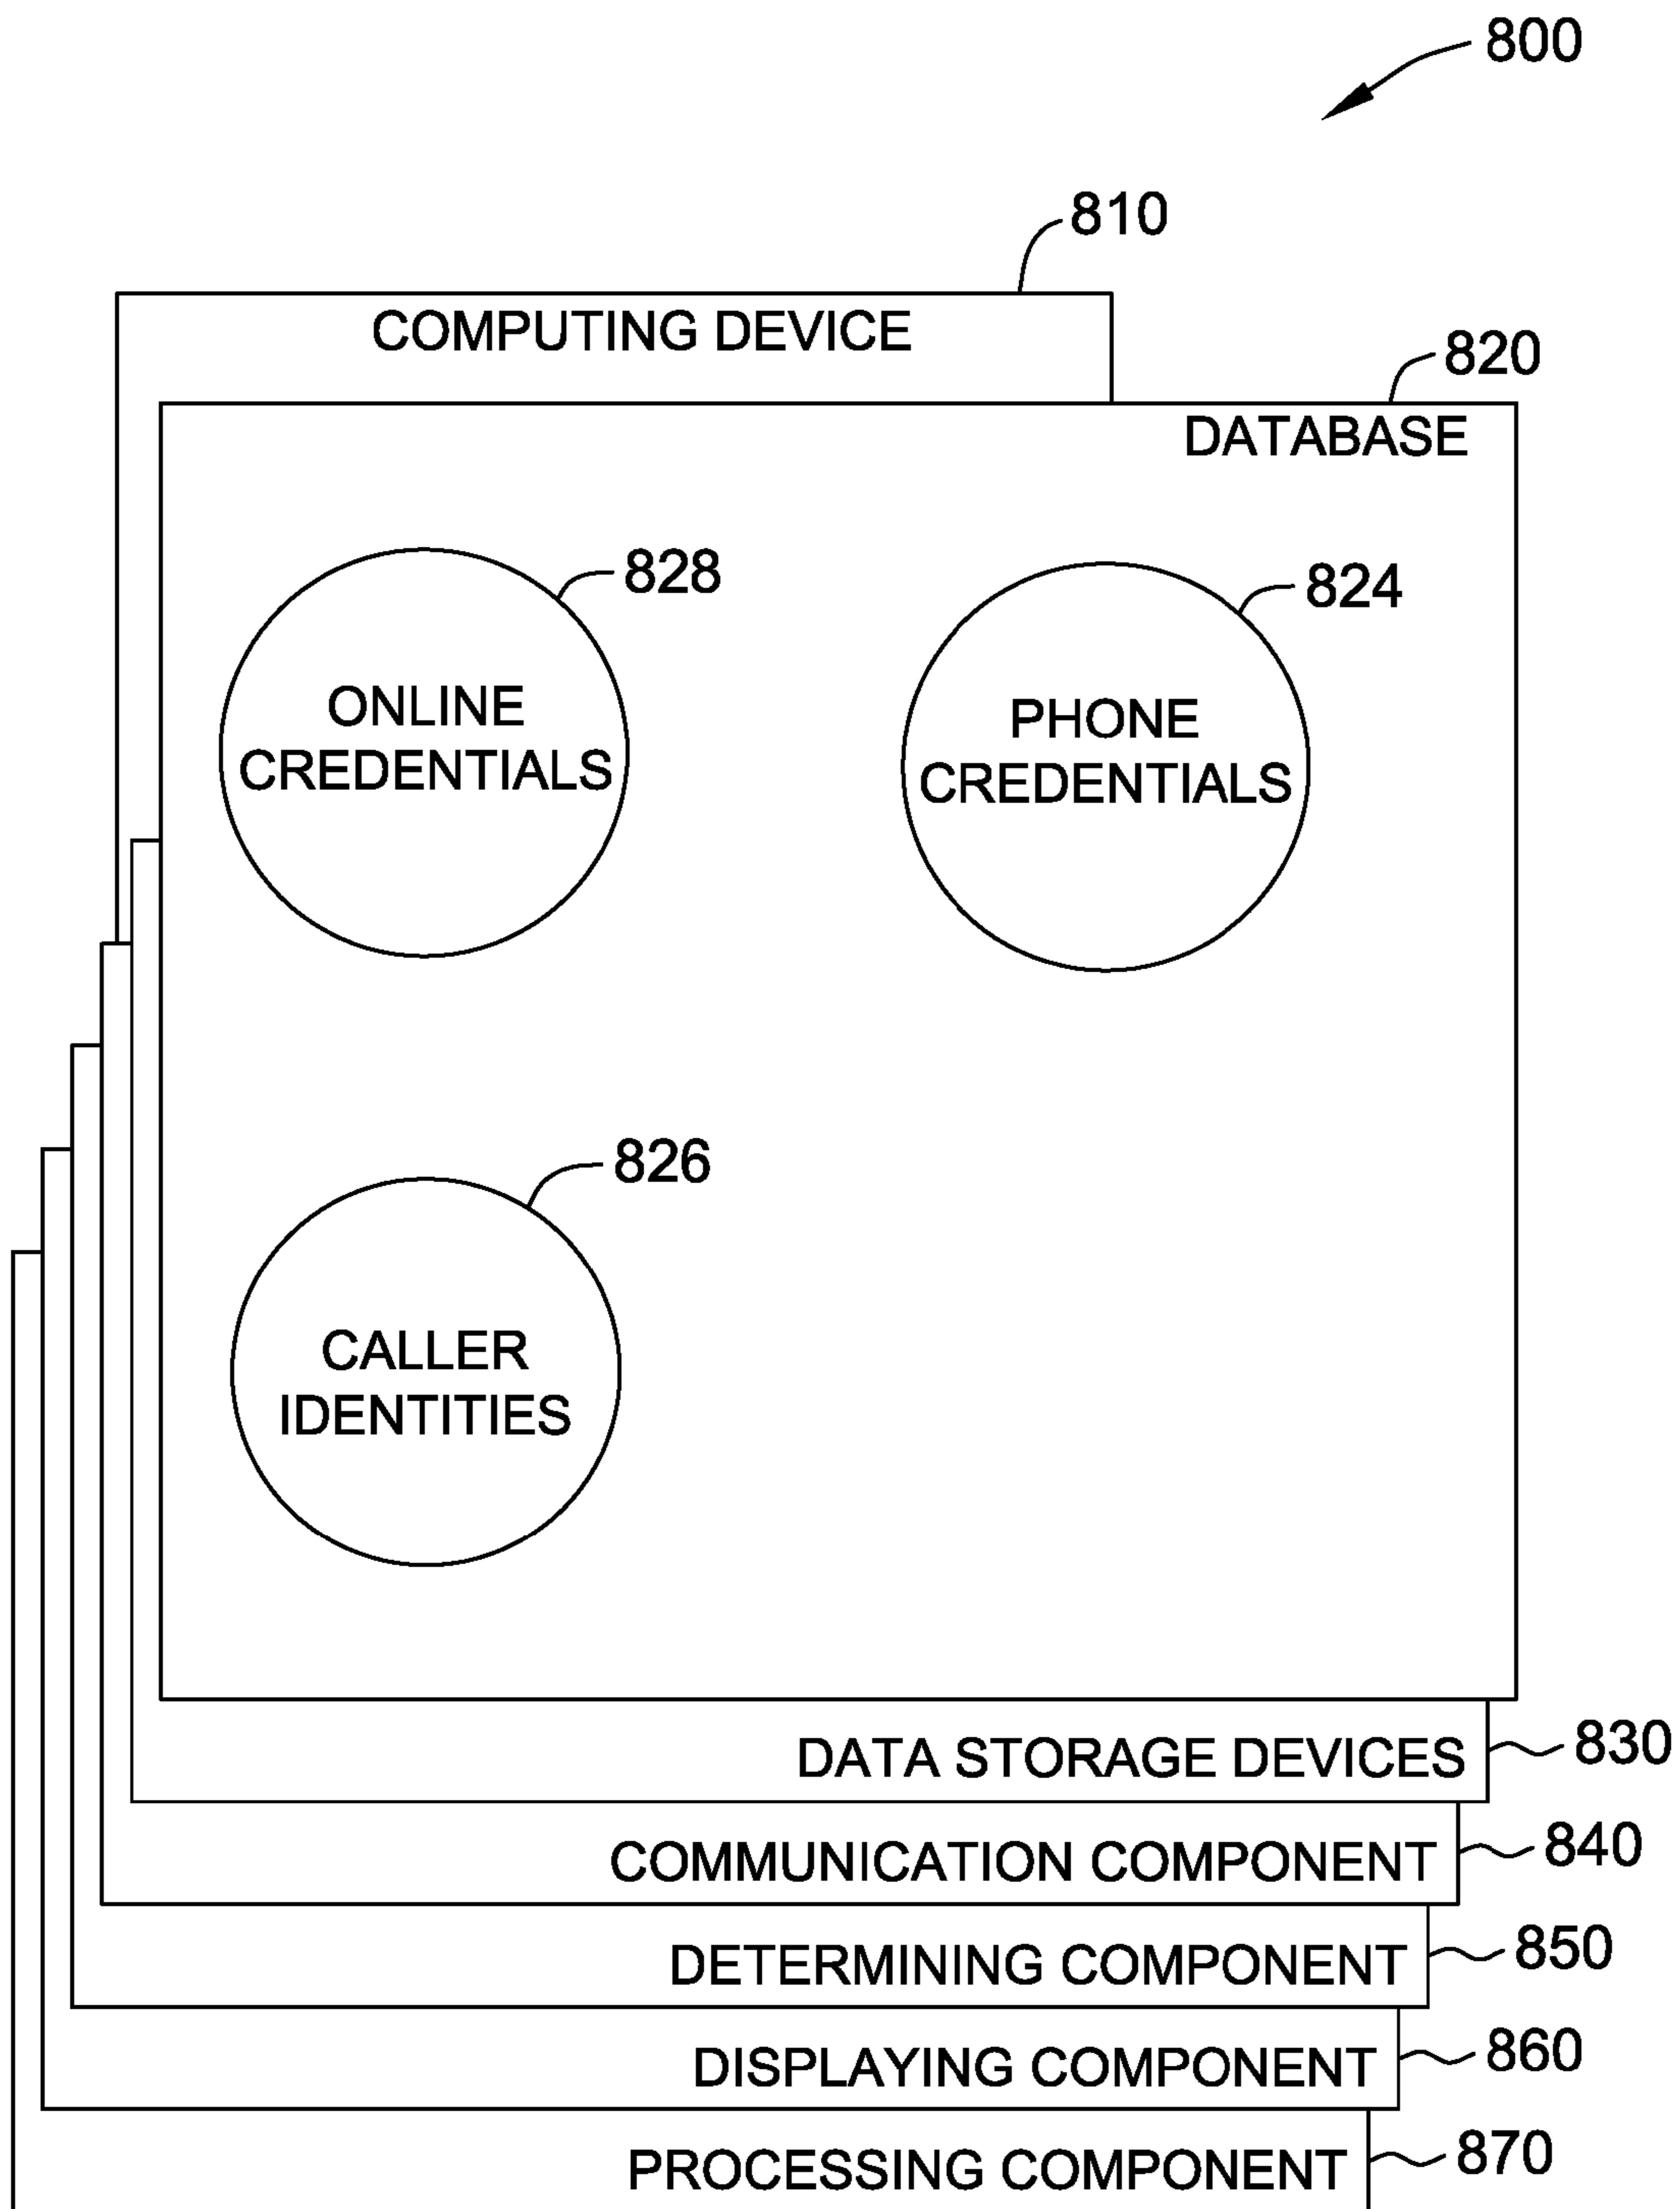 800
810
COMPUTING DEVICE
820
DATABASE
828
824
ONLINE
CREDENTIALS
PHONE
CREDENTIALS
826
CALLER
IDENTITIES
DATA STORAGE DEVICES
830
COMMUNICATION COMPONENT
840
DETERMINING COMPONENT
850
DISPLAYING COMPONENT
860
PROCESSING COMPONENT
870